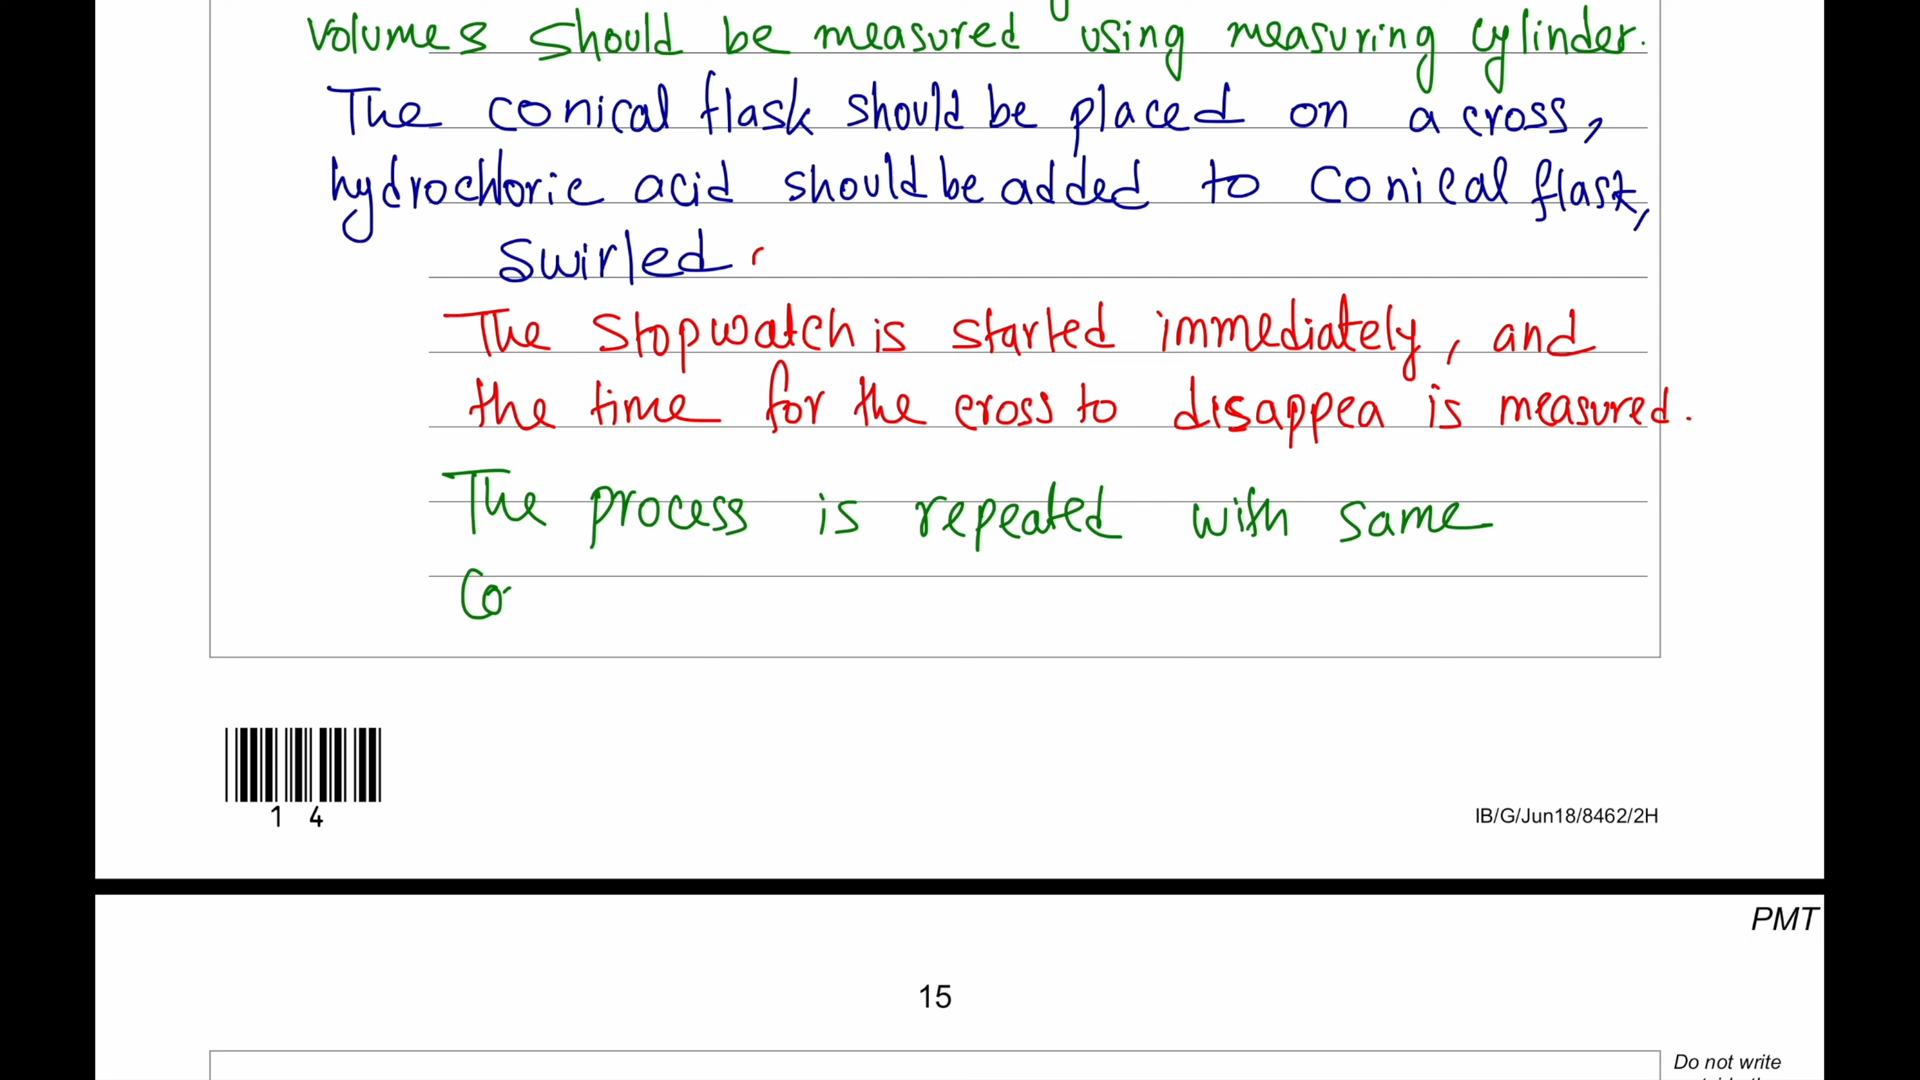 volumes should be measured using measuring cylinder.
The conical flask should be placed on a cross,
hydrochloric acid should be added to conical flask,
swirled.
The stopwatch is started immediately, and
the time for the cross to disappea is measured.
The process is repeated with same
Co
1 4
IB/G/Jun18/8462/2H
PMT
15
Do not write